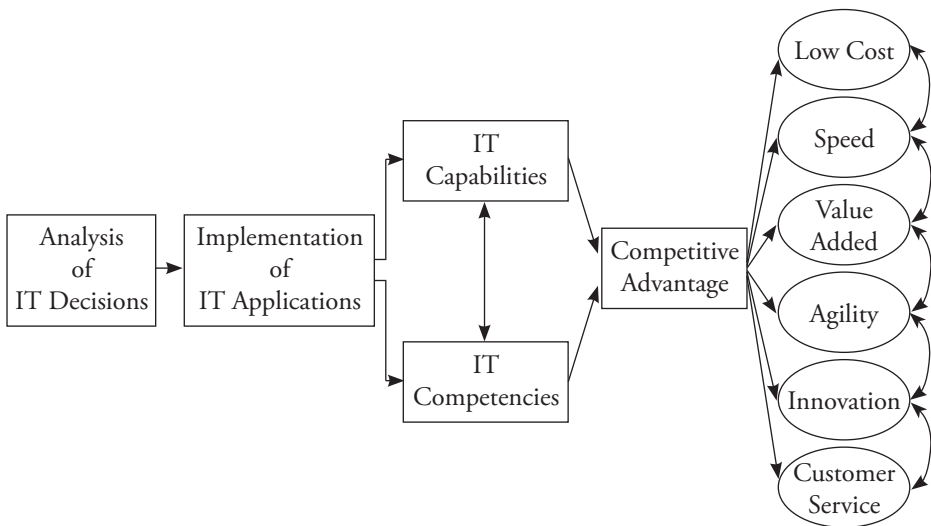 Analysis
of
IT Decisions
Implementation
of
IT Applications
IT
Capabilities
IT
Competencies
Competitive
Advantage
Low Cost
Speed
Value
Added
Agility
Innovation
Customer
Service